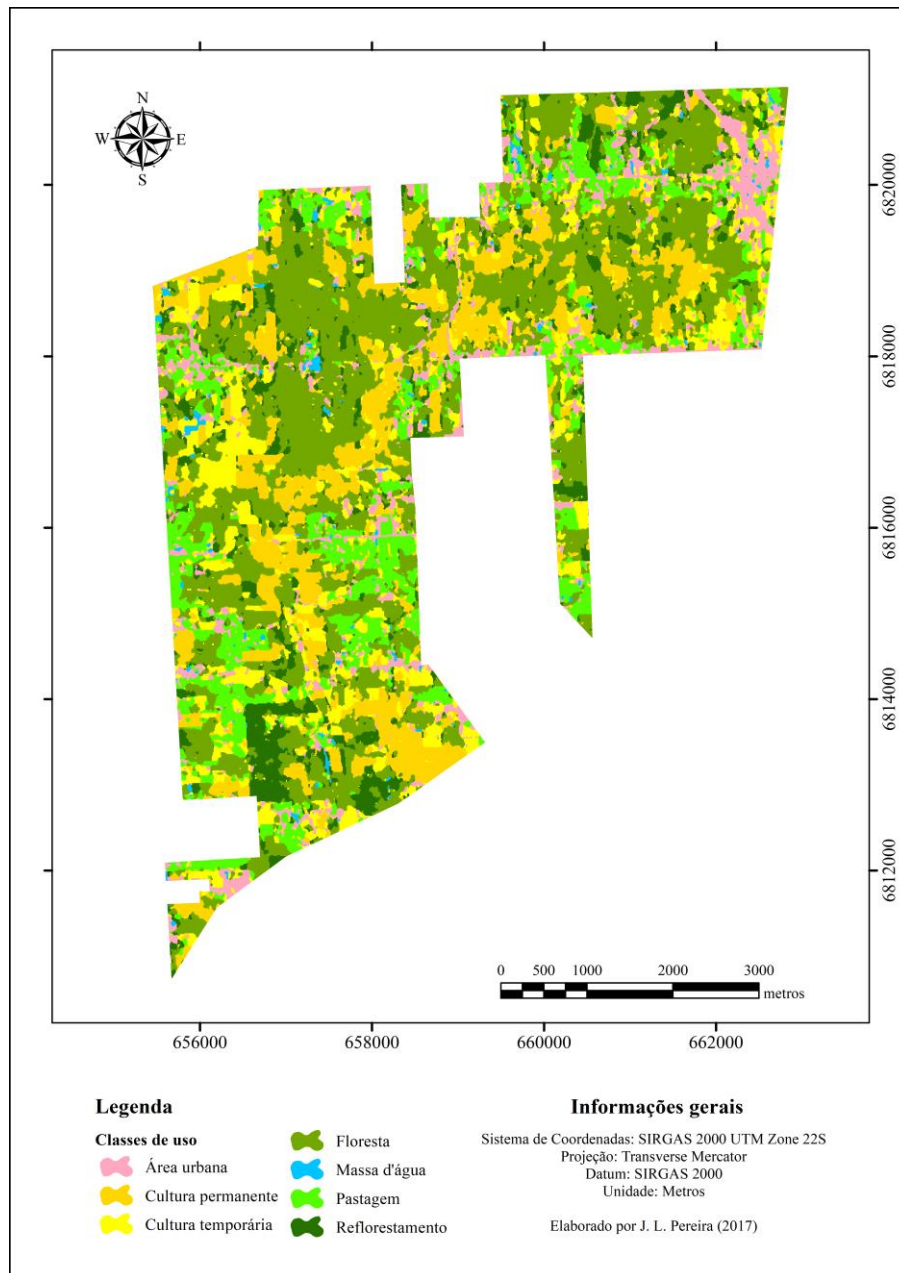 N
W E
S
6820000
6818000
6816000
6814000
6812000
0 500 1000 2000 3000
metros
656000 658000 660000 662000
Legenda
Classes de uso
Área urbana
Cultura permanente
Cultura temporária
Floresta
Massa d'água
Pastagem
Reflorestamento
Informações gerais
Sistema de Coordenadas: SIRGAS 2000 UTM Zone 22S
Projeção: Transverse Mercator
Datum: SIRGAS 2000
Unidade: Metros
Elaborado por J. L. Pereira (2017)